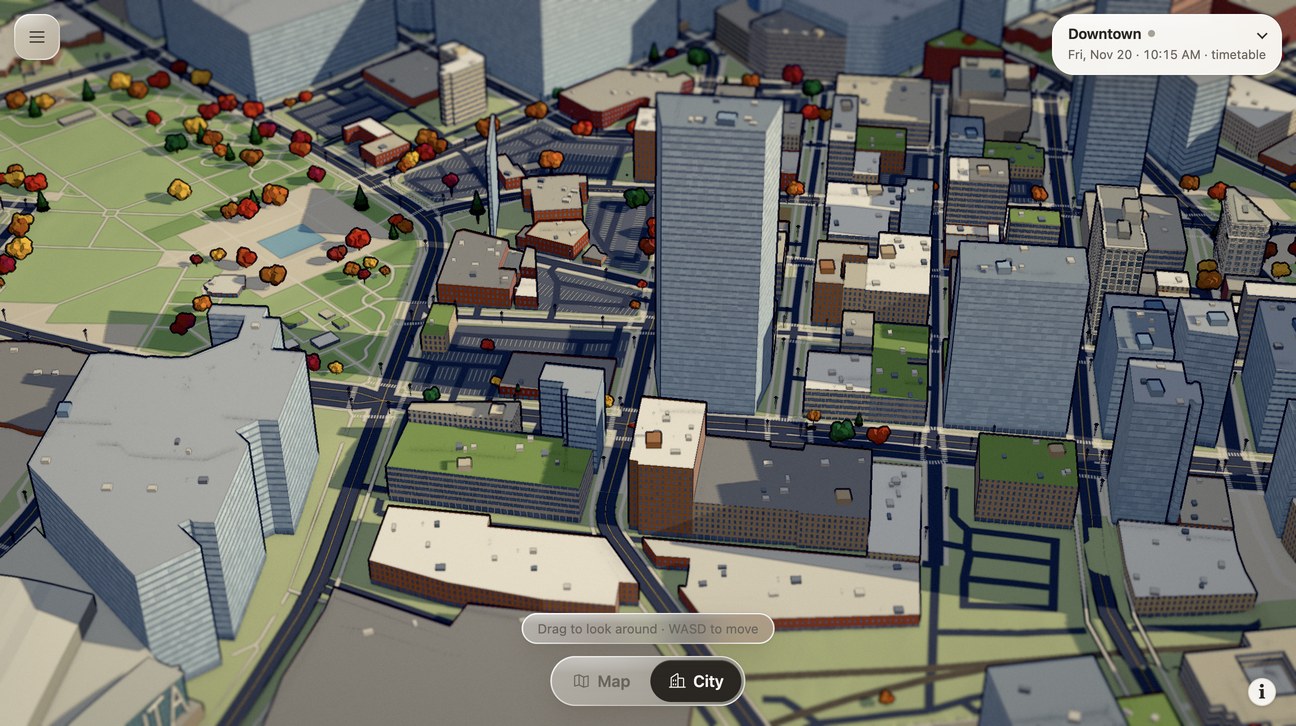 Downtown
Fri, Nov 20 · 10:15 AM · timetable
Drag to look around · WASD to move
Map
City